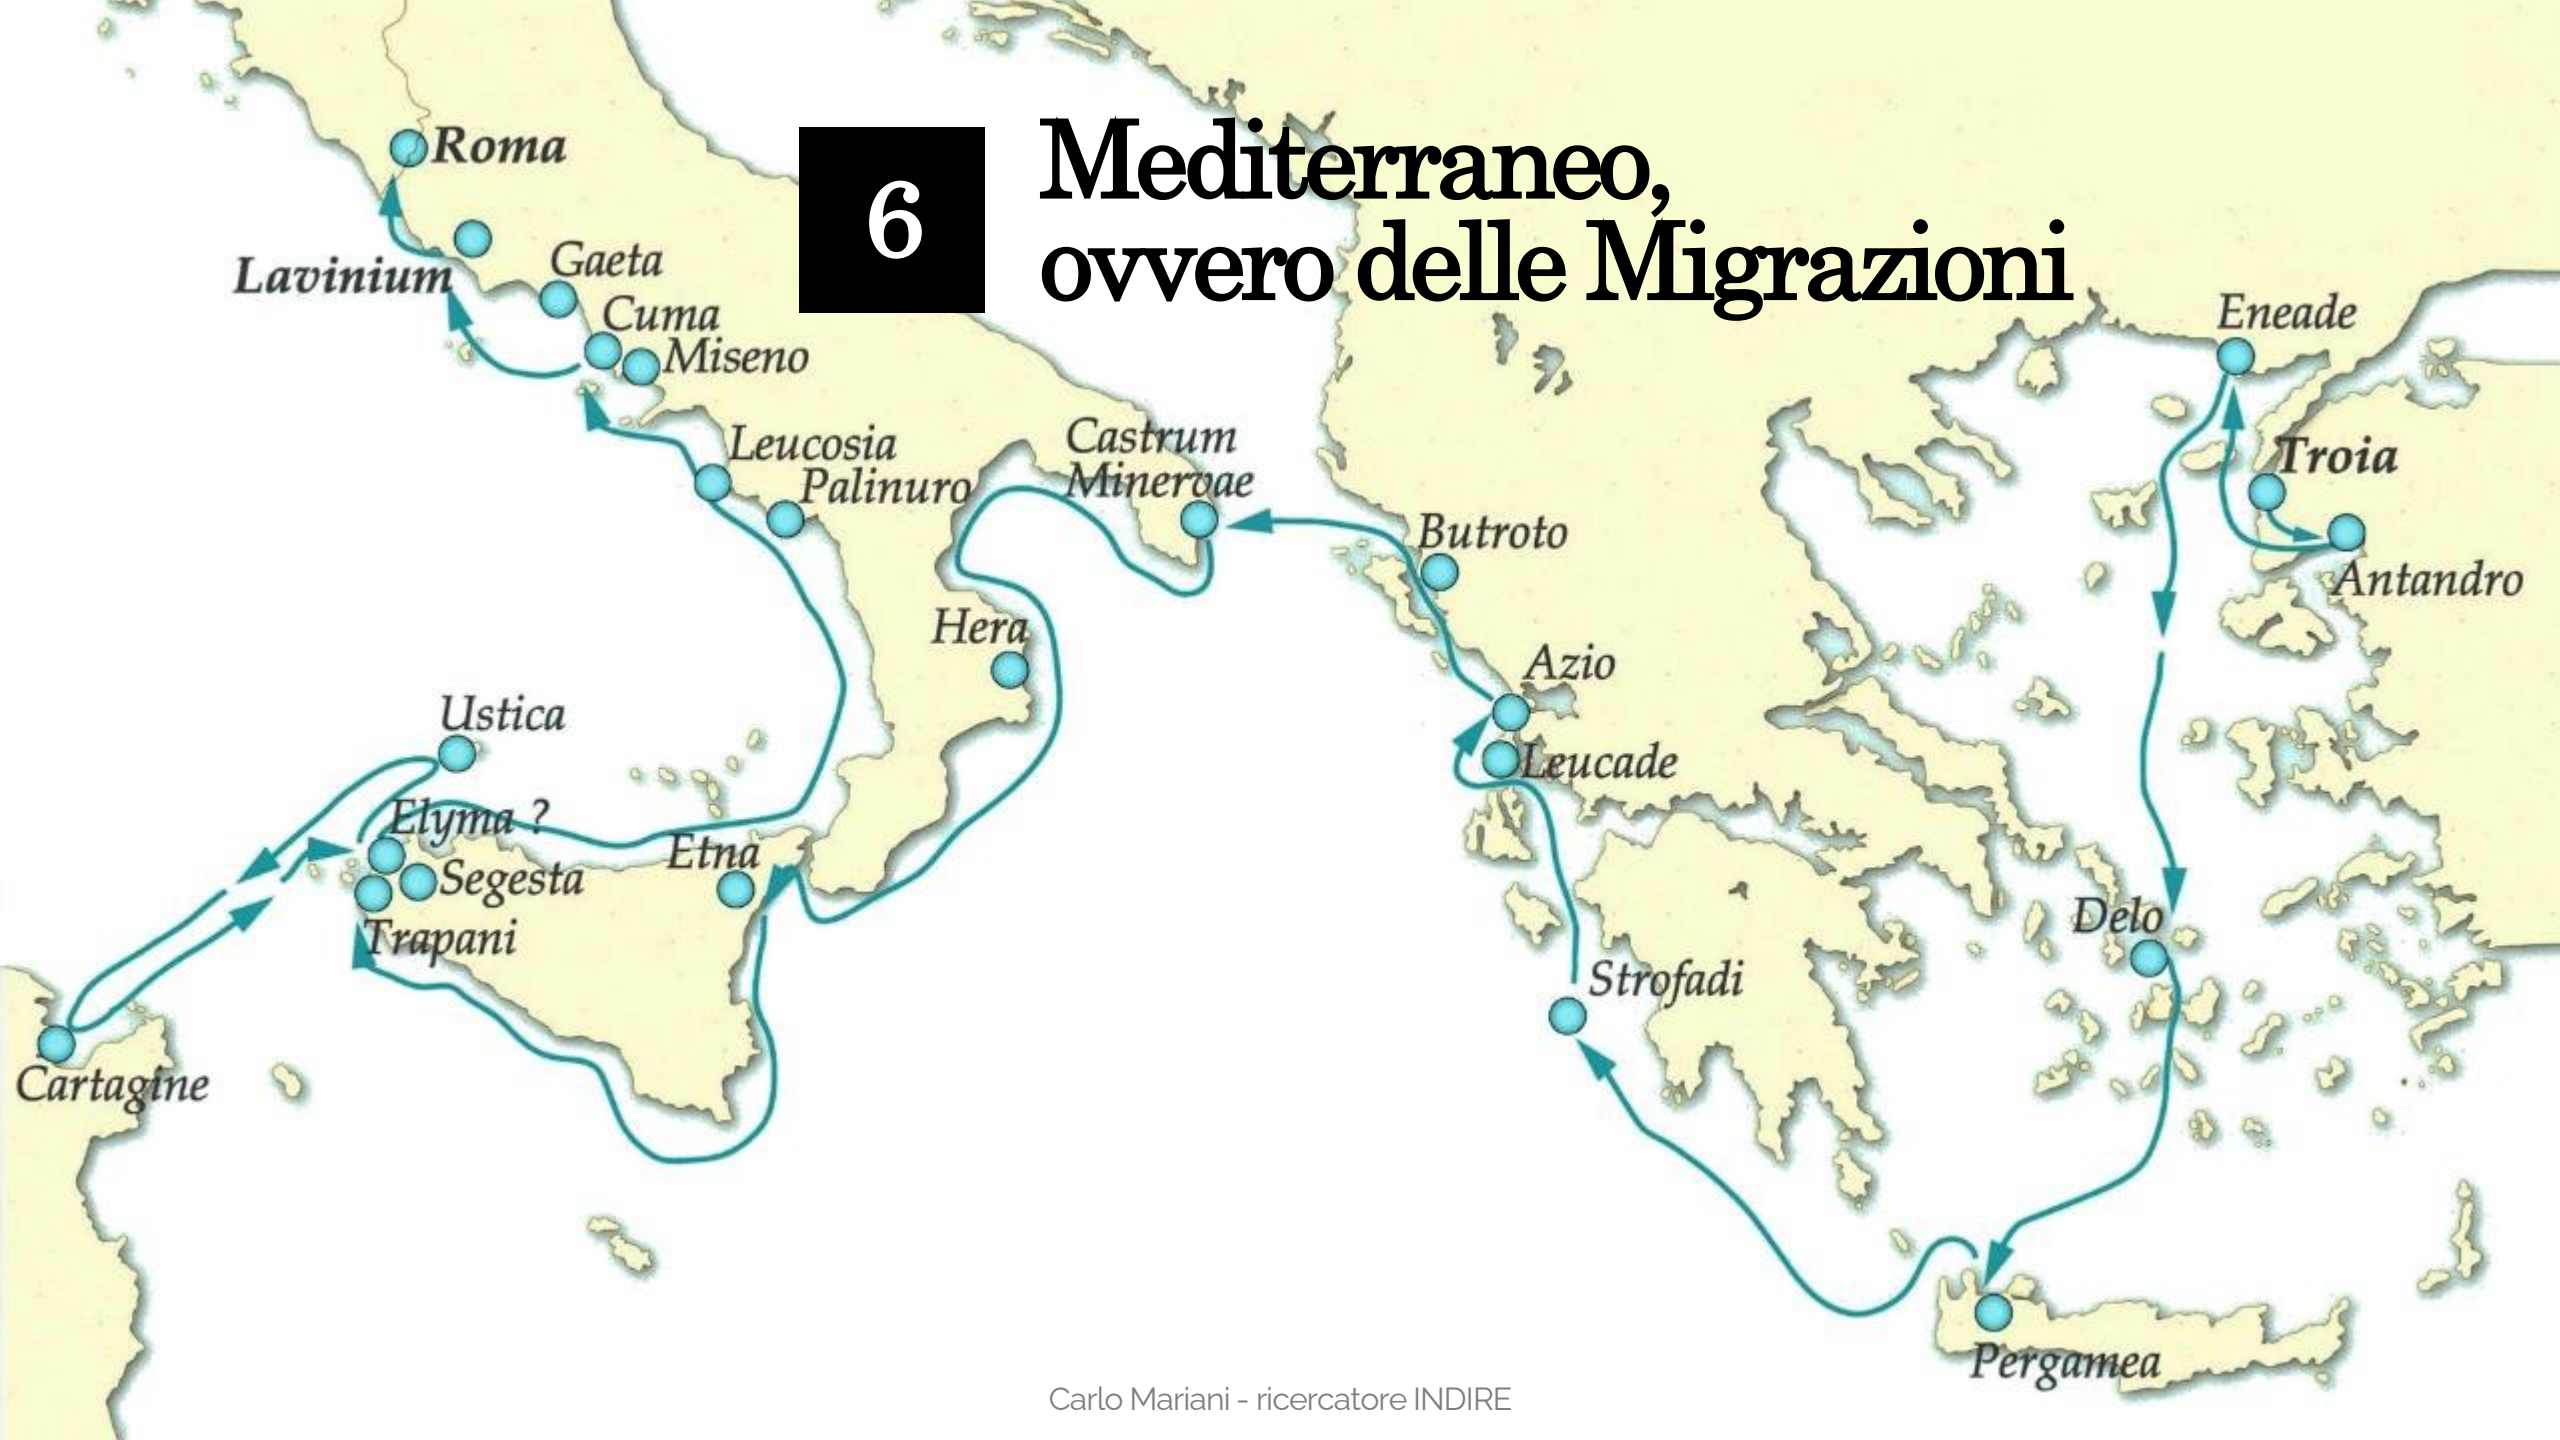 6
Mediterraneo,
ovvero delle Migrazioni
Roma
Lavinium
Gaeta
Cuma
Miseno
Leucosia
Palinuro
Castrum
Minervae
Hera
Ustica
Elyma ?
Segesta
Etna
Trapani
Cartagine
Butroto
Azio
Leucade
Strofadi
Eneade
Troia
Antandro
Delo
Pergamea
Carlo Mariani - ricercatore INDIRE